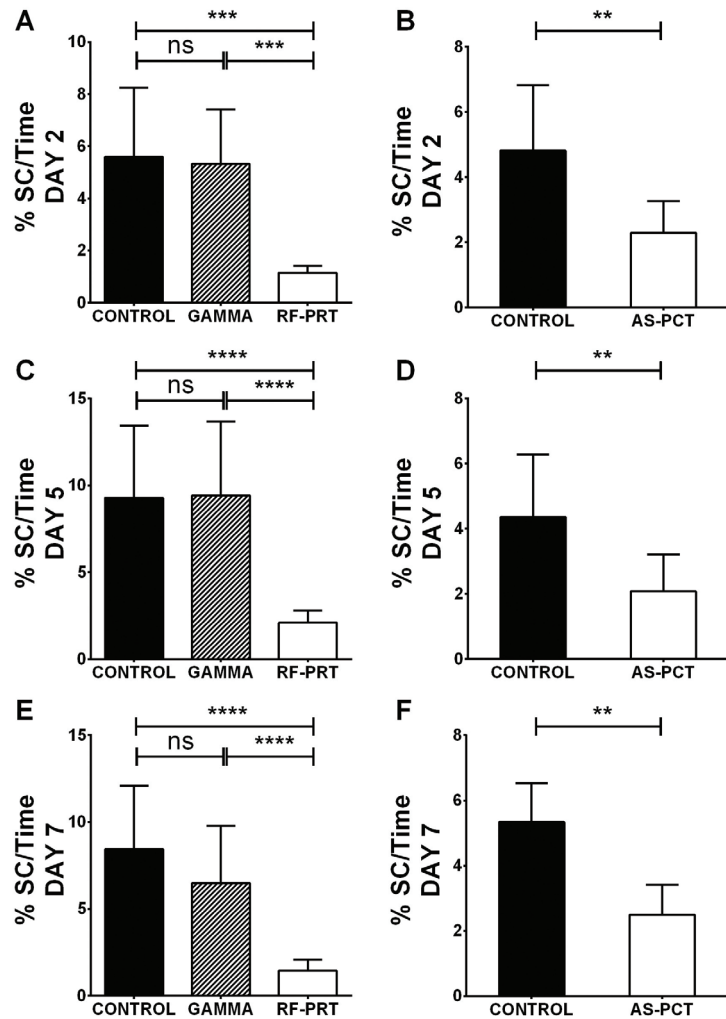 A
***
ns ***
% SC/Time
DAY 2
10
8
6
4
2
0
CONTROL GAMMA RF-PRT
B
**
% SC/Time
DAY 2
8
6
4
2
0
CONTROL AS-PCT
C
****
ns ****
% SC/Time
DAY 5
15
10
5
0
CONTROL GAMMA RF-PRT
D
**
% SC/Time
DAY 5
8
6
4
2
0
CONTROL AS-PCT
E
****
ns ****
% SC/Time
DAY 7
15
10
5
0
CONTROL GAMMA RF-PRT
F
**
% SC/Time
DAY 7
8
6
4
2
0
CONTROL AS-PCT